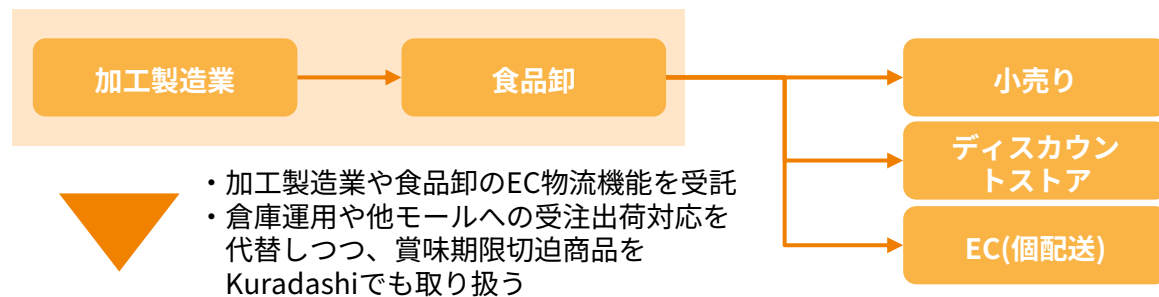 加工製造業
食品卸
小売り
ディスカウン
トストア
EC(個配送)
・加工製造業や食品卸のEC物流機能を受託
・倉庫運用や他モールへの受注出荷対応を
代替しつつ、賞味期限切迫商品を
Kuradashiでも取り扱う